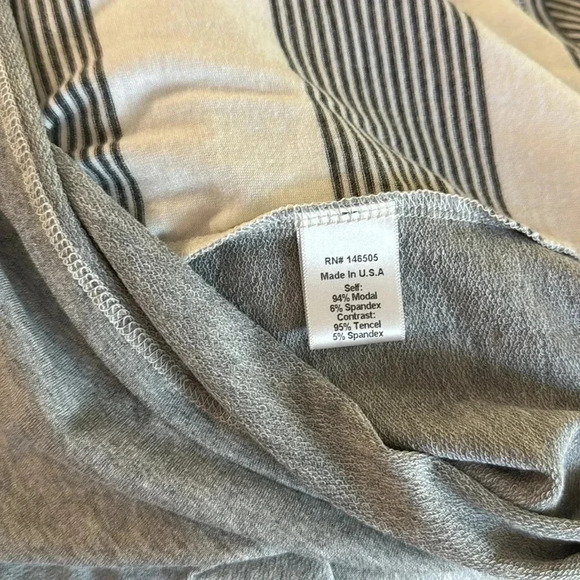 RN# 146505
Made In U.S.A
Self:
94% Modal
6% Spandex
Contrast:
95% Tencel
5% Spandex